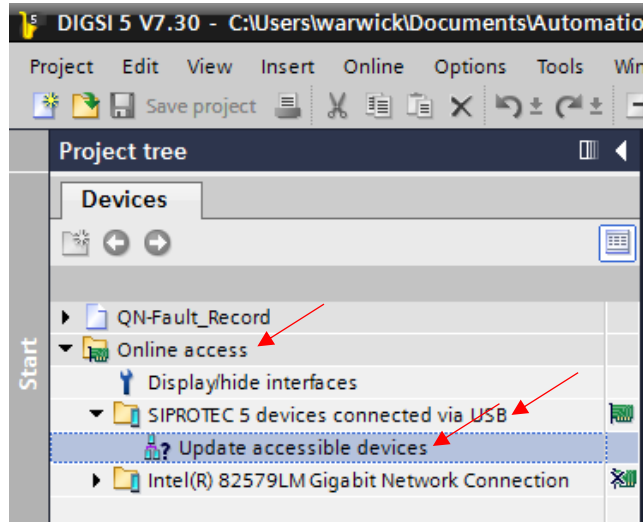 DIGSI 5 V7.30 - C:\Users\warwick\Documents\Automatio
Project Edit View Insert Online Options Tools Win
Save project
Project tree
Devices
Start
QN-Fault_Record
Online access
Display/hide interfaces
SIPROTEC 5 devices connected via USB
Update accessible devices
Intel(R) 82579LM Gigabit Network Connection